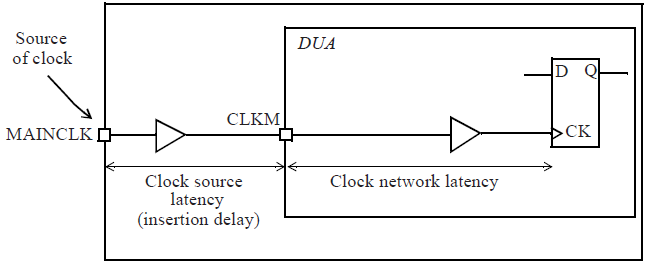 Source
of clock
DUA
D Q
MAINCLK
CLKM
CK
Clock source
latency
(insertion delay)
Clock network latency